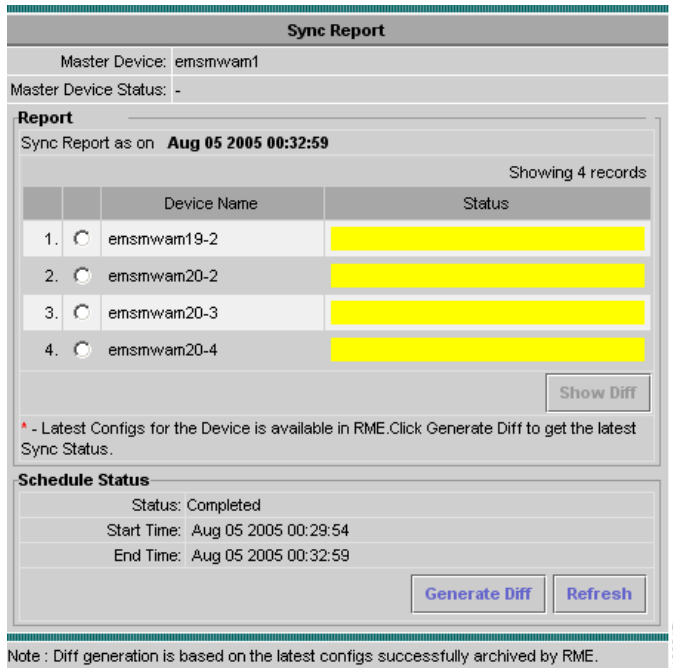 Sync Report
Master Device: emsmwam1
Master Device Status: -
Report
Sync Report as on Aug 05 2005 00:32:59
Showing 4 records
Device Name Status
1. emsmwam19-2
2. emsmwam20-2
3. emsmwam20-3
4. emsmwam20-4
Show Diff
* - Latest Configs for the Device is available in RME.Click Generate Diff to get the latest
Sync Status.
Schedule Status
Status: Completed
Start Time: Aug 05 2005 00:29:54
End Time: Aug 05 2005 00:32:59
Generate Diff Refresh
Note : Diff generation is based on the latest configs successfully archived by RME.